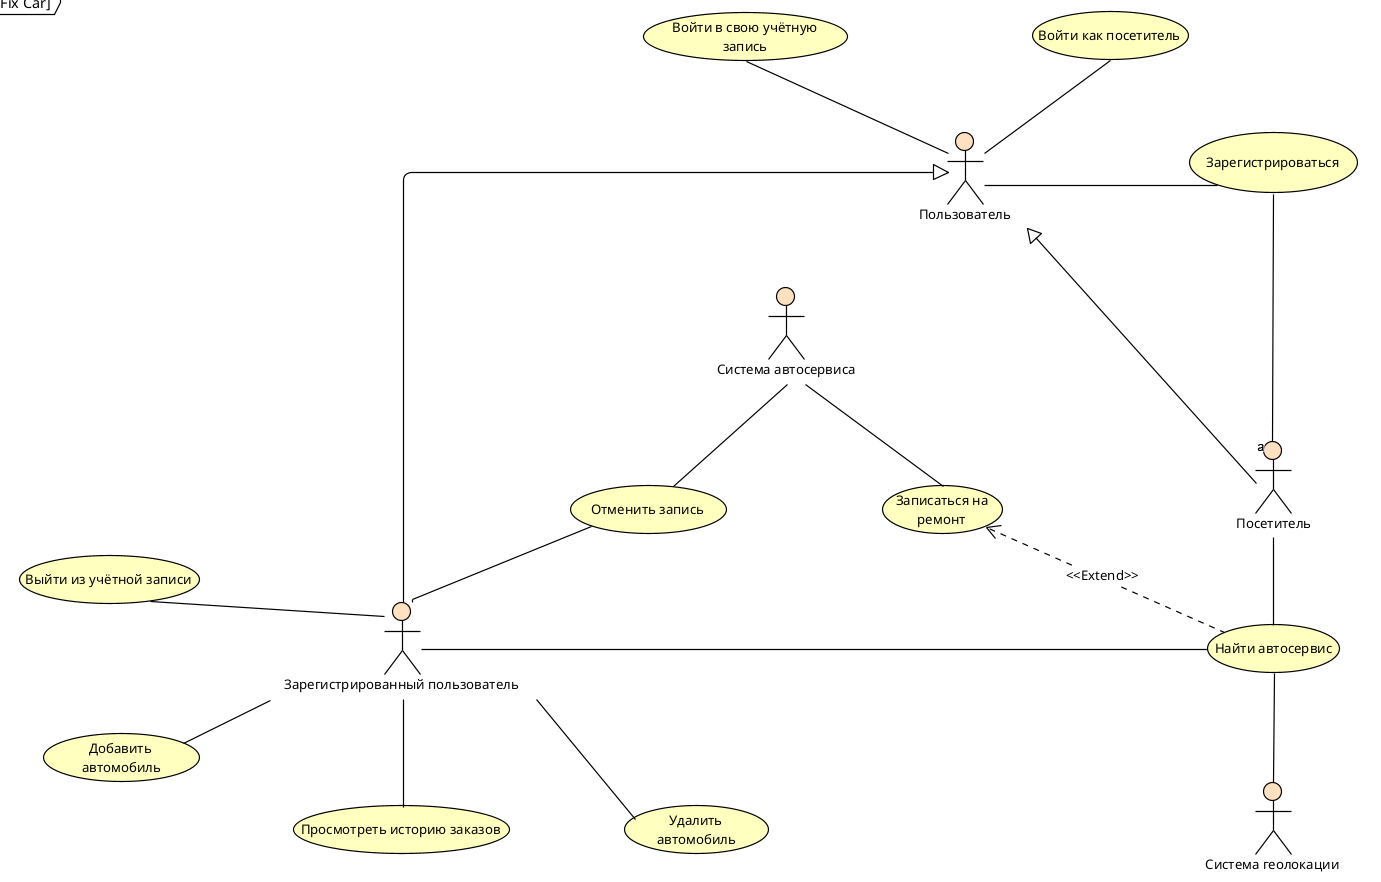 Fix Car]
Войти в свою учётную
запись
Войти как посетитель
Зарегистрироваться
Пользователь
Система автосервиса
a
Отменить запись
Записаться на
ремонт
Посетитель
Выйти из учётной записи
<<Extend>>
Найти автосервис
Зарегистрированный пользователь
Добавить
автомобиль
Просмотреть историю заказов
Удалить
автомобиль
Система геолокации